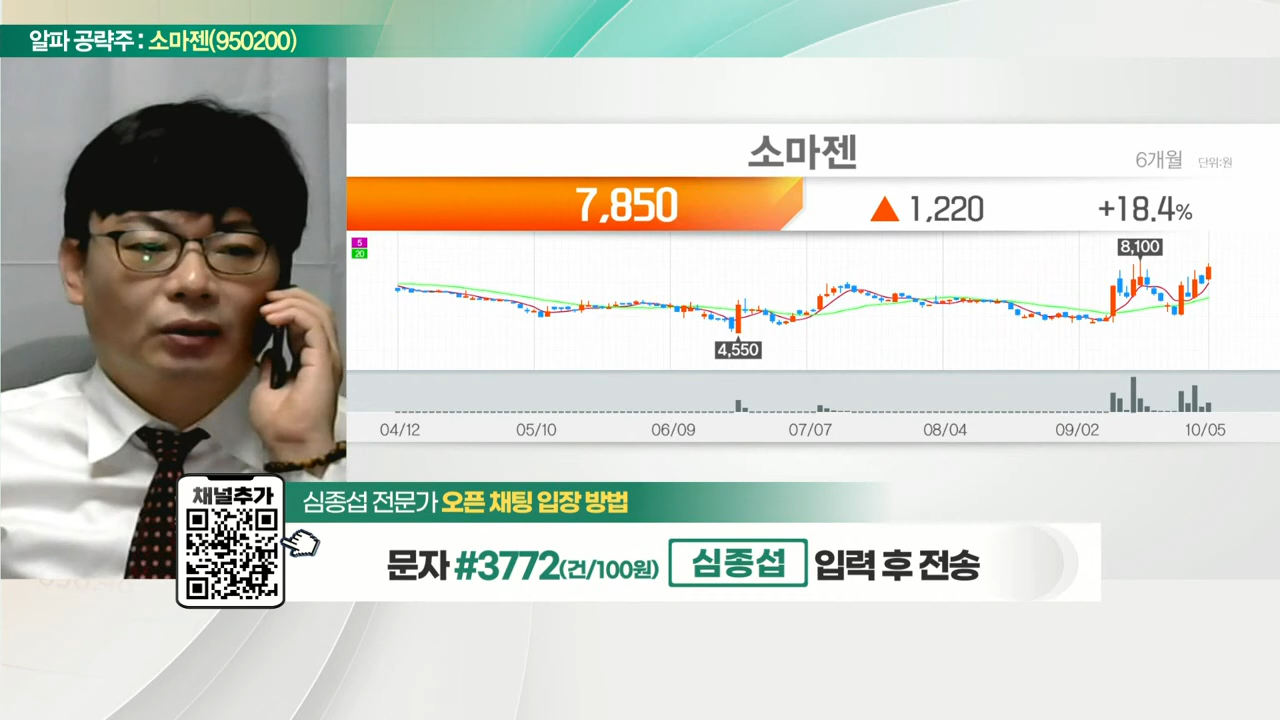 알파 공략주 : 소마젠(950200)
소마젠
6개월 단위:원
7,850 ▲ 1,220 +18.4%
5
20
8,100
4,550
04/12 05/10 06/09 07/07 08/04 09/02 10/05
채널추가
심종섭 전문가 오픈 채팅 입장 방법
문자 #3772(건/100원) 심종섭 입력 후 전송